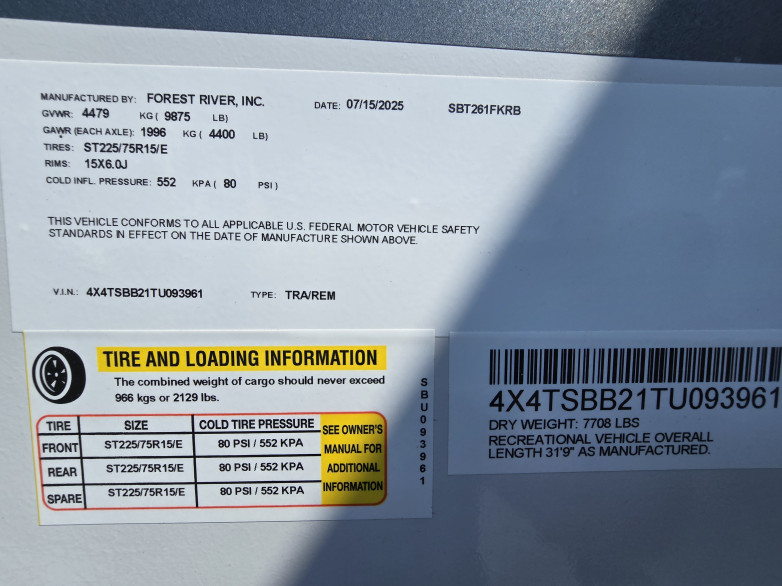 MANUFACTURED BY: FOREST RIVER, INC. DATE: 07/15/2025 SBT261FKRB
GVWR: 4479 KG ( 9875 LB)
GAWR (EACH AXLE): 1996 KG ( 4400 LB)
TIRES: ST225/75R15/E
RIMS: 15X6.0J
COLD INFL. PRESSURE: 552 KPA ( 80 PSI )
THIS VEHICLE CONFORMS TO ALL APPLICABLE U.S. FEDERAL MOTOR VEHICLE SAFETY
STANDARDS IN EFFECT ON THE DATE OF MANUFACTURE SHOWN ABOVE.
V.I.N.: 4X4TSBB21TU093961 TYPE: TRA/REM
TIRE AND LOADING INFORMATION
The combined weight of cargo should never exceed
966 kgs or 2129 lbs.
TIRE SIZE COLD TIRE PRESSURE
FRONT ST225/75R15/E 80 PSI / 552 KPA
REAR ST225/75R15/E 80 PSI / 552 KPA
SPARE ST225/75R15/E 80 PSI / 552 KPA
SEE OWNER'S
MANUAL FOR
ADDITIONAL
INFORMATION
SBU093961
4X4TSBB21TU093961
DRY WEIGHT: 7708 LBS
RECREATIONAL VEHICLE OVERALL
LENGTH 31'9" AS MANUFACTURED.